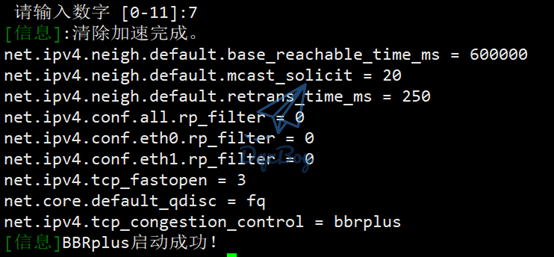 请输入数字 [0-11]:7
[信息]:清除加速完成。
net.ipv4.neigh.default.base_reachable_time_ms = 600000
net.ipv4.neigh.default.mcast_solicit = 20
net.ipv4.neigh.default.retrans_time_ms = 250
net.ipv4.conf.all.rp_filter = 0
net.ipv4.conf.eth0.rp_filter = 0
net.ipv4.conf.eth1.rp_filter = 0
net.ipv4.tcp_fastopen = 3
net.core.default_qdisc = fq
net.ipv4.tcp_congestion_control = bbrplus
[信息]BBRplus启动成功！